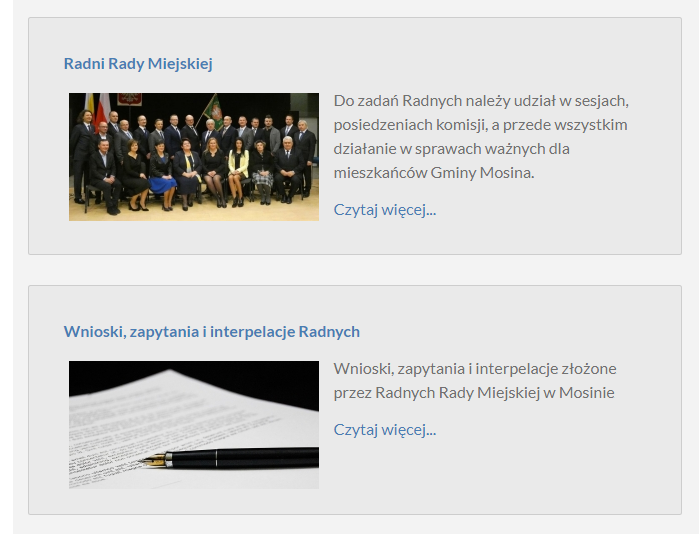 Radni Rady Miejskiej
Do zadań Radnych należy udział w sesjach,
posiedzeniach komisji, a przede wszystkim
działanie w sprawach ważnych dla
mieszkańców Gminy Mosina.
Czytaj więcej...
Wnioski, zapytania i interpelacje Radnych
Wnioski, zapytania i interpelacje złożone
przez Radnych Rady Miejskiej w Mosinie
Czytaj więcej...